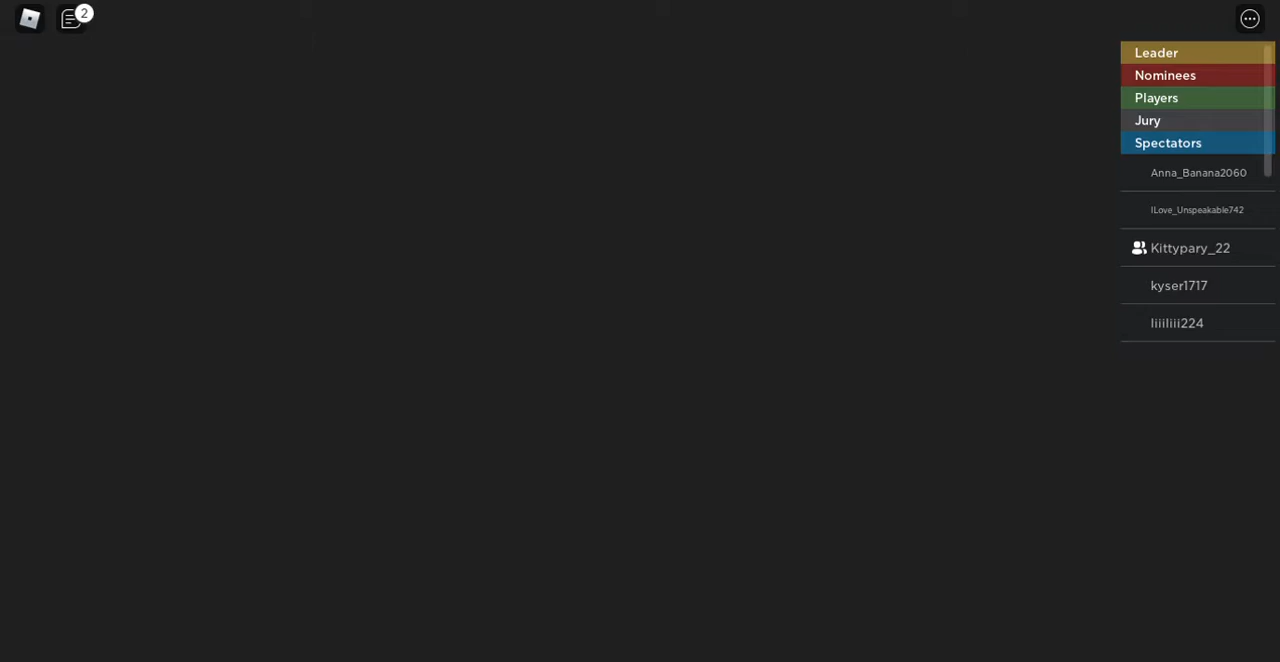 2
Leader
Nominees
Players
Jury
Spectators
Anna_Banana2060
ILove_Unspeakable742
Kittypary_22
kyser1717
liiiliii224